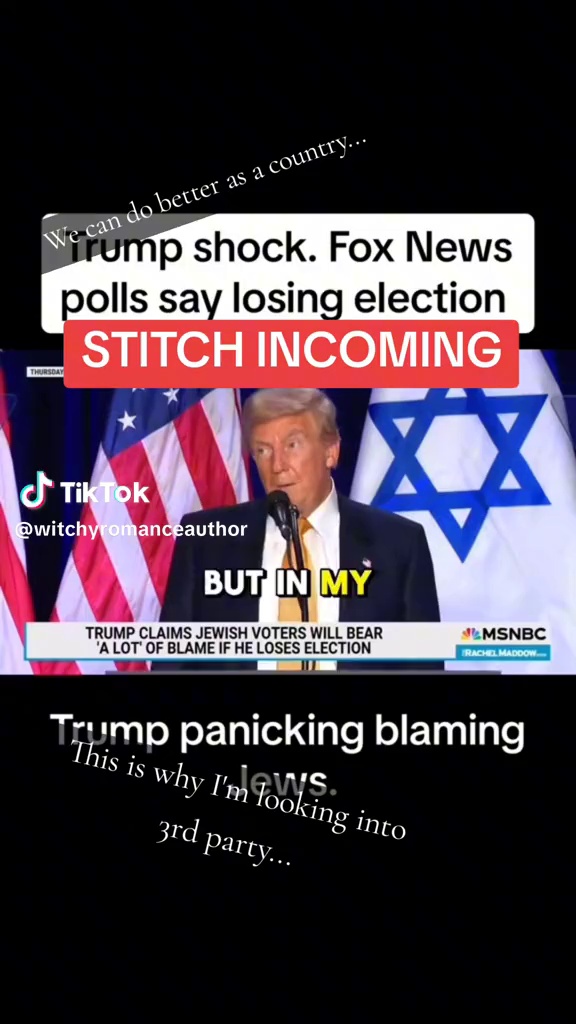 We can do better as a country...
Trump shock. Fox News
polls say losing election
STITCH INCOMING
THURSDAY
TikTok
@witchyromanceauthor
BUT IN MY
TRUMP CLAIMS JEWISH VOTERS WILL BEAR
'A LOT' OF BLAME IF HE LOSES ELECTION
MSNBC
RACHEL MADDOW
Trump panicking blaming
Jews.
This is why I'm looking into
3rd party...